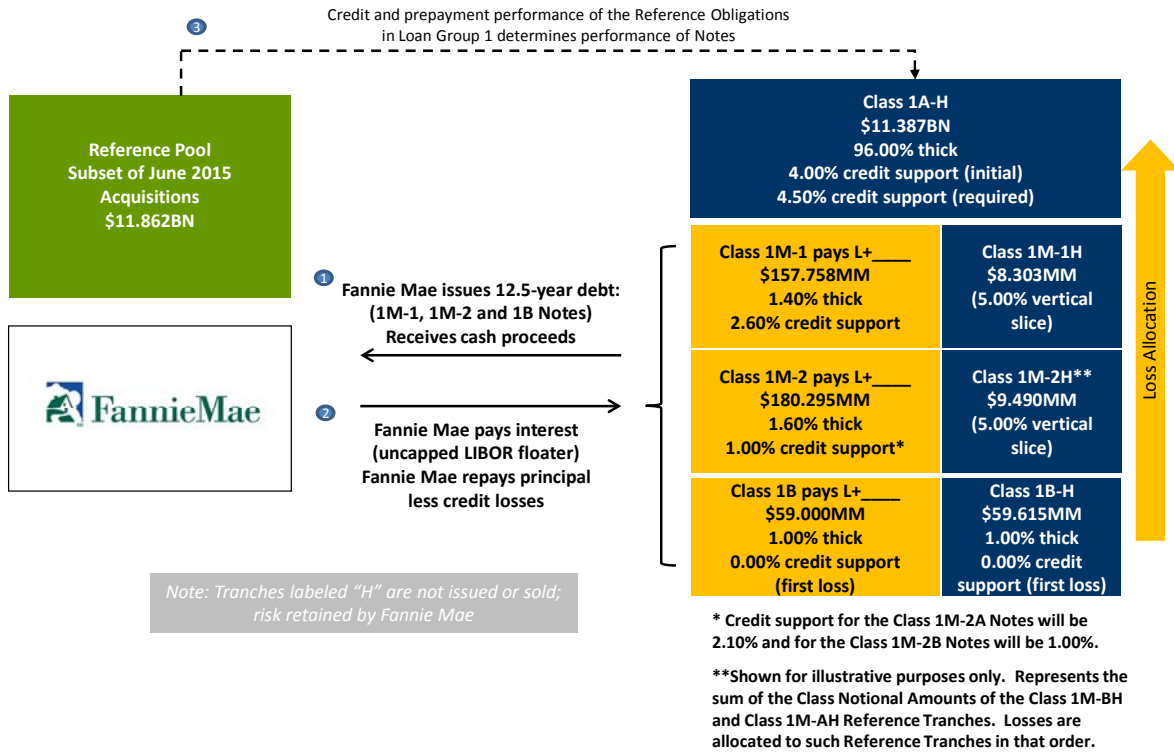 Credit and prepayment performance of the Reference Obligations
in Loan Group 1 determines performance of Notes
3
Reference Pool
Subset of June 2015
Acquisitions
$11.862BN
Class 1A-H
$11.387BN
96.00% thick
4.00% credit support (initial)
4.50% credit support (required)
Loss Allocation
1
Fannie Mae issues 12.5-year debt:
(1M-1, 1M-2 and 1B Notes)
Receives cash proceeds
Class 1M-1 pays L+____
$157.758MM
1.40% thick
2.60% credit support
Class 1M-1H
$8.303MM
(5.00% vertical
slice)
FannieMae
2
Fannie Mae pays interest
(uncapped LIBOR floater)
Fannie Mae repays principal
less credit losses
Class 1M-2 pays L+____
$180.295MM
1.60% thick
1.00% credit support*
Class 1M-2H**
$9.490MM
(5.00% vertical
slice)
Class 1B pays L+____
$59.000MM
1.00% thick
0.00% credit support
(first loss)
Class 1B-H
$59.615MM
1.00% thick
0.00% credit
support (first loss)
Note: Tranches labeled “H” are not issued or sold;
risk retained by Fannie Mae
* Credit support for the Class 1M-2A Notes will be
2.10% and for the Class 1M-2B Notes will be 1.00%.
**Shown for illustrative purposes only. Represents the
sum of the Class Notional Amounts of the Class 1M-BH
and Class 1M-AH Reference Tranches. Losses are
allocated to such Reference Tranches in that order.